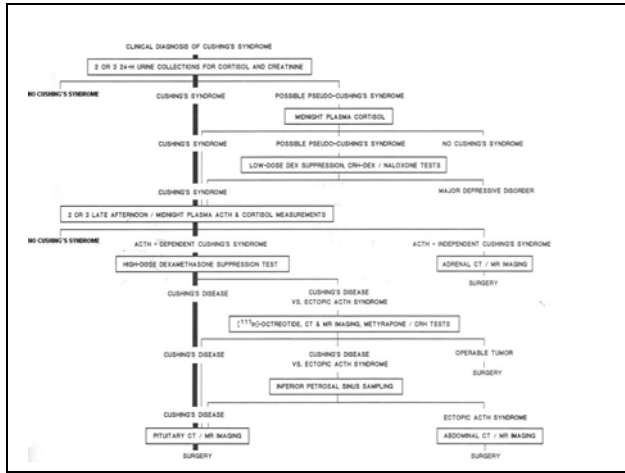 CLINICAL DIAGNOSIS OF CUSHING'S SYNDROME
2 OR 3 24-H URINE COLLECTIONS FOR CORTISOL AND CREATININE
NO CUSHING'S SYNDROME CUSHING'S SYNDROME POSSIBLE PSEUDO-CUSHING'S SYNDROME
MIDNIGHT PLASMA CORTISOL
CUSHING'S SYNDROME POSSIBLE PSEUDO-CUSHING'S SYNDROME NO CUSHING'S SYNDROME
LOW-DOSE DEX SUPPRESSION, CRH-DEX / NALOXONE TESTS
CUSHING'S SYNDROME MAJOR DEPRESSIVE DISORDER
2 OR 3 LATE AFTERNOON / MIDNIGHT PLASMA ACTH & CORTISOL MEASUREMENTS
NO CUSHING'S SYNDROME ACTH - DEPENDENT CUSHING'S SYNDROME ACTH - INDEPENDENT CUSHING'S SYNDROME
HIGH-DOSE DEXAMETHASONE SUPPRESSION TEST ADRENAL CT / MR IMAGING
SURGERY
CUSHING'S DISEASE CUSHING'S DISEASE
VS. ECTOPIC ACTH SYNDROME
[111In]-OCTREOTIDE, CT & MR IMAGING, METYRAPONE / CRH TESTS
CUSHING'S DISEASE CUSHING'S DISEASE OPERABLE TUMOR
VS. ECTOPIC ACTH SYNDROME
SURGERY
INFERIOR PETROSAL SINUS SAMPLING
CUSHING'S DISEASE ECTOPIC ACTH SYNDROME
PITUITARY CT / MR IMAGING ABDOMINAL CT / MR IMAGING
SURGERY SURGERY